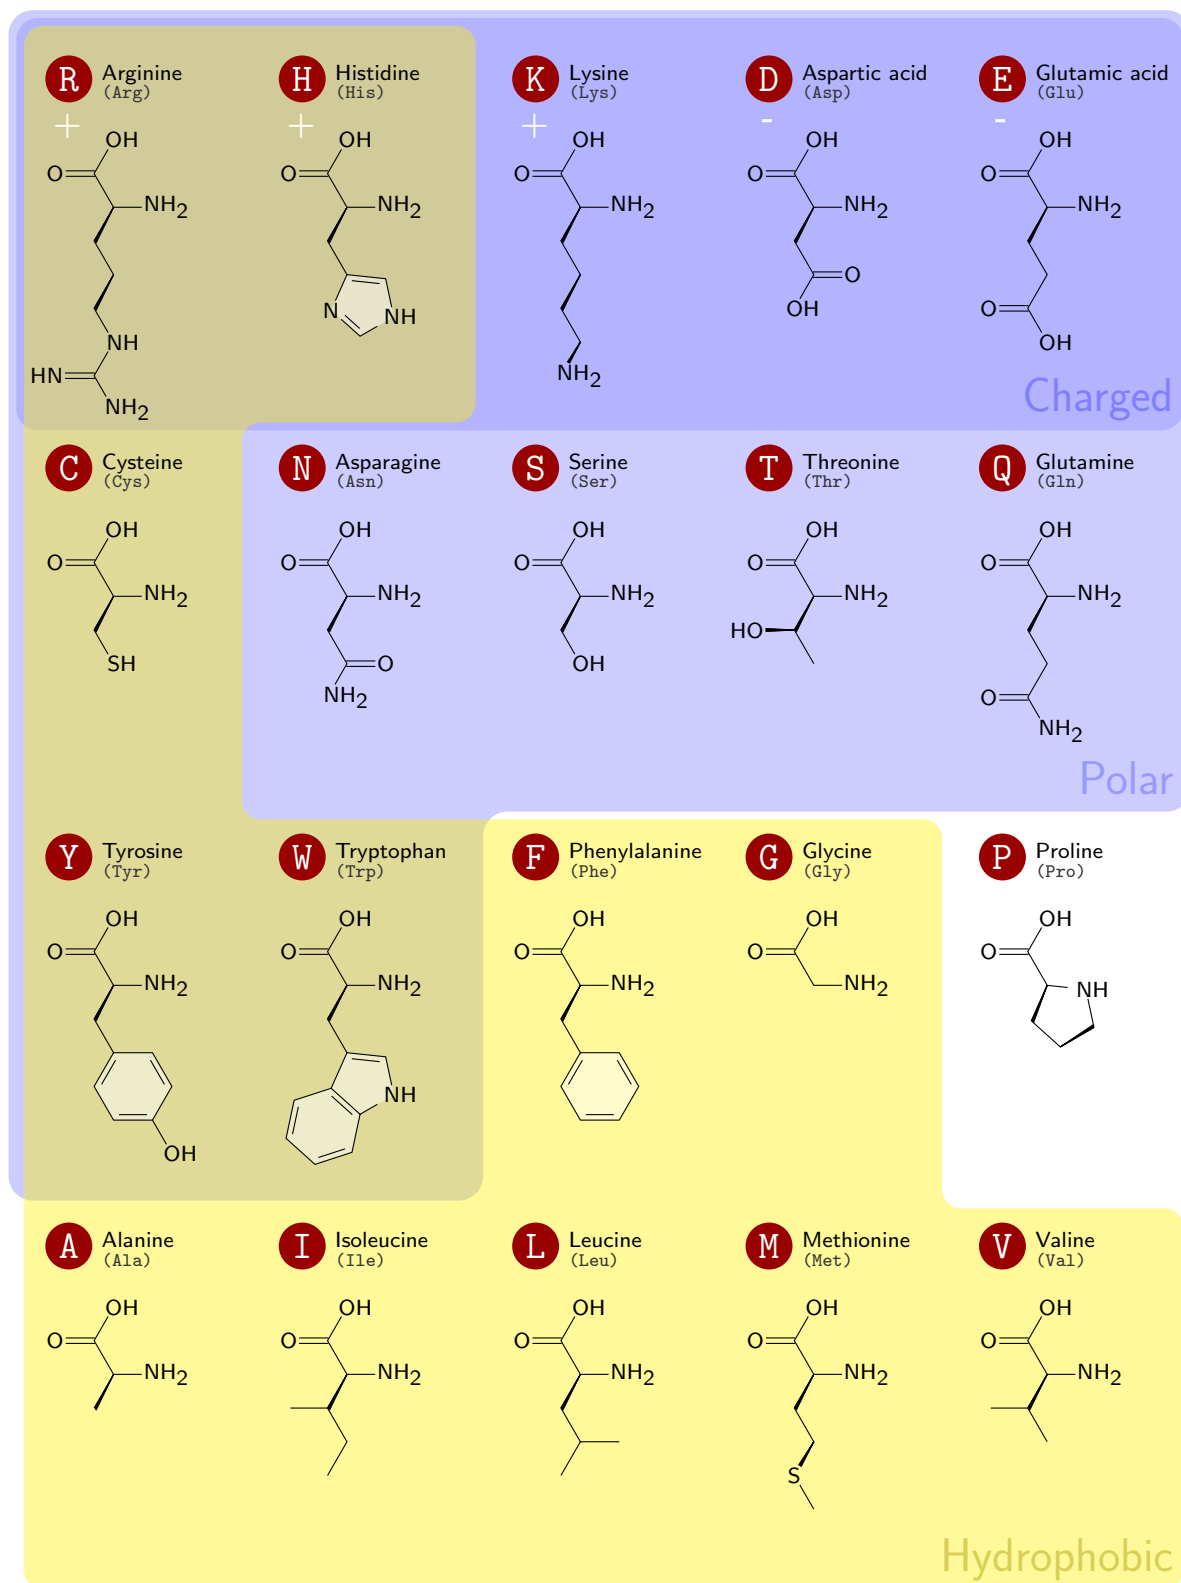 R Arginine
(Arg)
+
OH
O
NH2
NH
HN
NH2
H Histidine
(His)
+
OH
O
NH2
N
NH
K Lysine
(Lys)
+
OH
O
NH2
NH2
D Aspartic acid
(Asp)
-
OH
O
NH2
O
OH
E Glutamic acid
(Glu)
-
OH
O
NH2
O
OH
Charged
C Cysteine
(Cys)
OH
O
NH2
SH
N Asparagine
(Asn)
OH
O
NH2
O
NH2
S Serine
(Ser)
OH
O
NH2
OH
T Threonine
(Thr)
OH
O
NH2
HO
Q Glutamine
(Gln)
OH
O
NH2
O
NH2
Polar
Y Tyrosine
(Tyr)
OH
O
NH2
OH
W Tryptophan
(Trp)
OH
O
NH2
NH
F Phenylalanine
(Phe)
OH
O
NH2
G Glycine
(Gly)
OH
O
NH2
P Proline
(Pro)
OH
O
NH
A Alanine
(Ala)
OH
O
NH2
I Isoleucine
(Ile)
OH
O
NH2
L Leucine
(Leu)
OH
O
NH2
M Methionine
(Met)
OH
O
NH2
S
V Valine
(Val)
OH
O
NH2
Hydrophobic